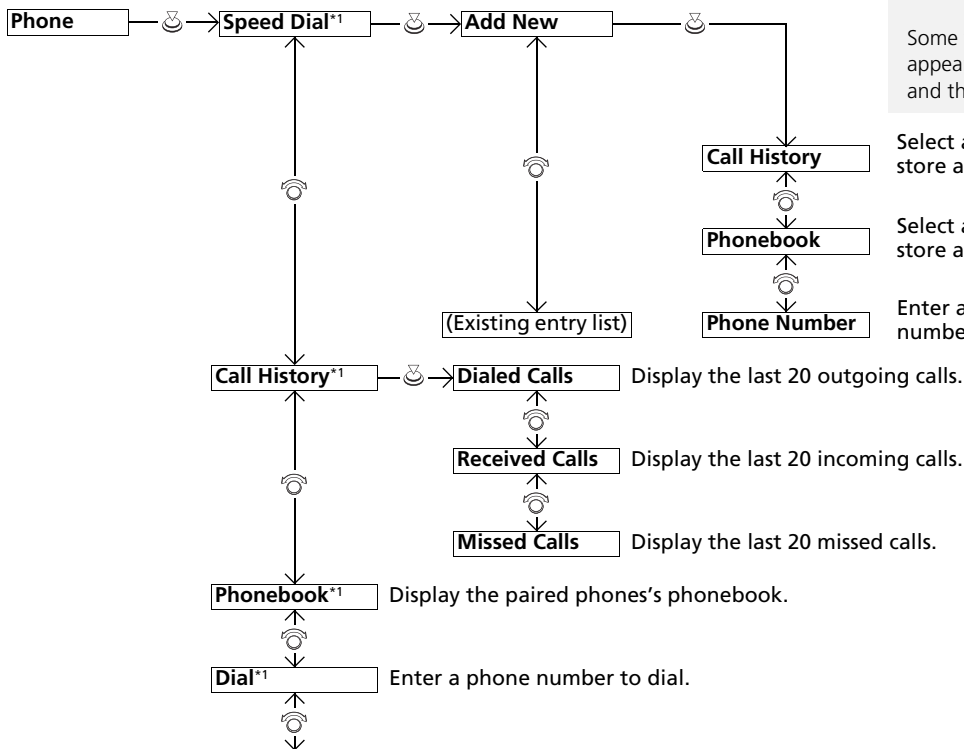 Phone
Speed Dial*1
Add New
Some
appea
and th
Call History
Select a
store a
Phonebook
Select a
store a
(Existing entry list)
Phone Number
Enter a
numbe
Call History*1
Dialed Calls
Display the last 20 outgoing calls.
Received Calls
Display the last 20 incoming calls.
Missed Calls
Display the last 20 missed calls.
Phonebook*1
Display the paired phones's phonebook.
Dial*1
Enter a phone number to dial.